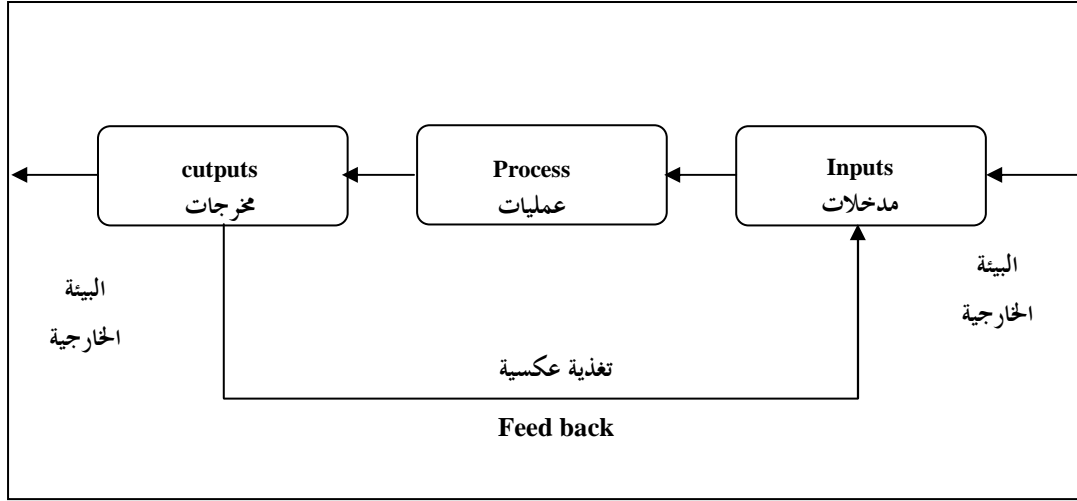 Inputs
مدخلات
Process
عمليات
cutputs
مخرجات
البيئة
الخارجية
البيئة
الخارجية
تغذية عكسية
Feed back